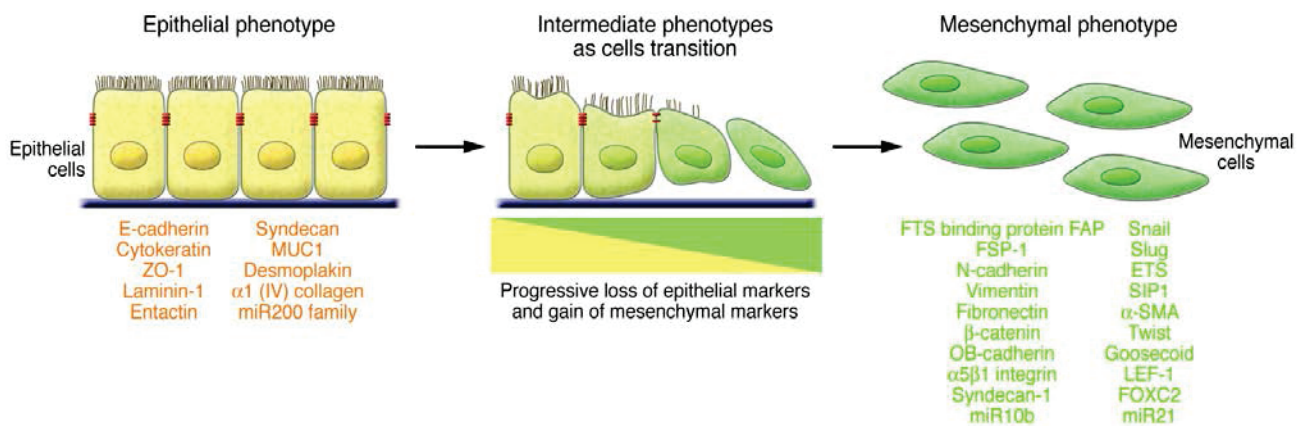 Epithelial phenotype
Intermediate phenotypes
as cells transition
Mesenchymal phenotype
Epithelial
cells
Mesenchymal
cells
E-cadherin
Cytokeratin
ZO-1
Laminin-1
Entactin
Syndecan
MUC1
Desmoplakin
α1 (IV) collagen
miR200 family
Progressive loss of epithelial markers
and gain of mesenchymal markers
FTS binding protein FAP
FSP-1
N-cadherin
Vimentin
Fibronectin
β-catenin
OB-cadherin
α5β1 integrin
Syndecan-1
miR10b
Snail
Slug
ETS
SIP1
α-SMA
Twist
Goosecoid
LEF-1
FOXC2
miR21